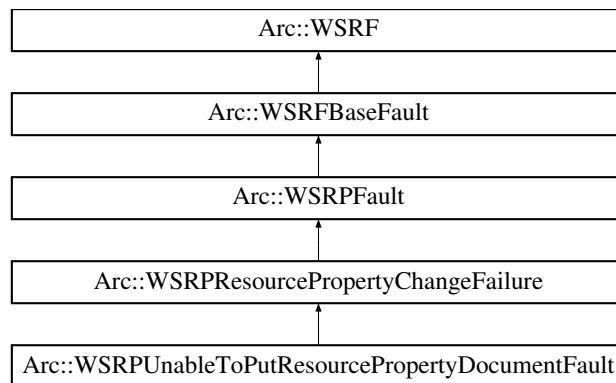 Arc::WSRF
Arc::WSRFBaseFault
Arc::WSRPFault
Arc::WSRPResourcePropertyChangeFailure
Arc::WSRPUnableToPutResourcePropertyDocumentFault